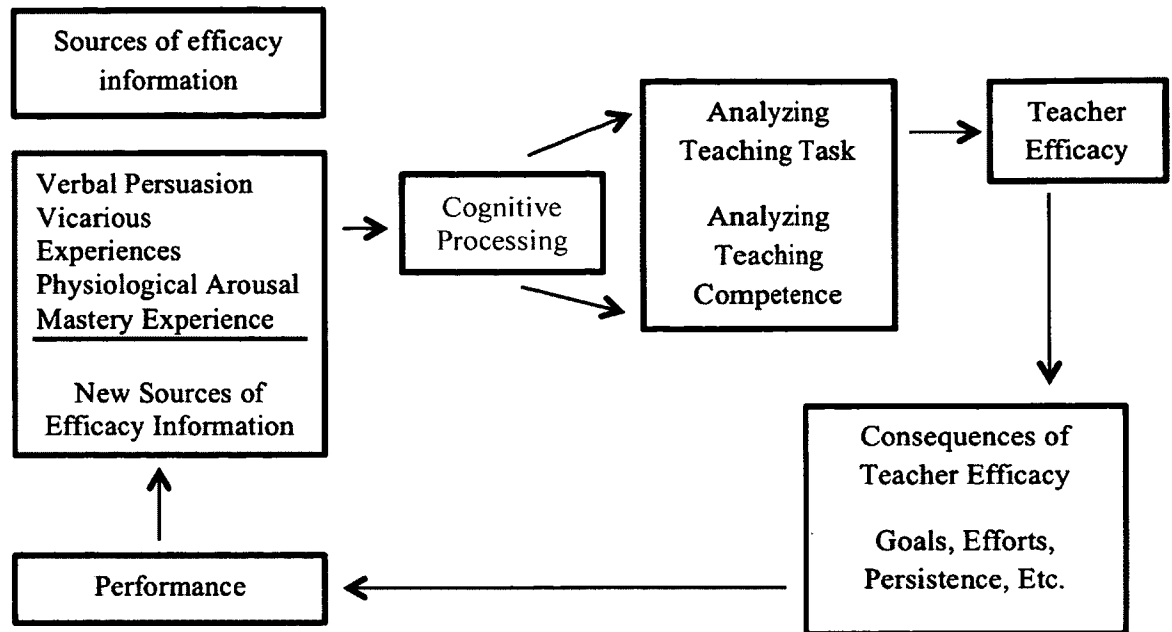 Sources of efficacy
information
Verbal Persuasion
Vicarious
Experiences
Physiological Arousal
Mastery Experience
New Sources of
Efficacy Information
Cognitive
Processing
Analyzing
Teaching Task
Analyzing
Teaching
Competence
Teacher
Efficacy
Consequences of
Teacher Efficacy
Goals, Efforts,
Persistence, Etc.
Performance